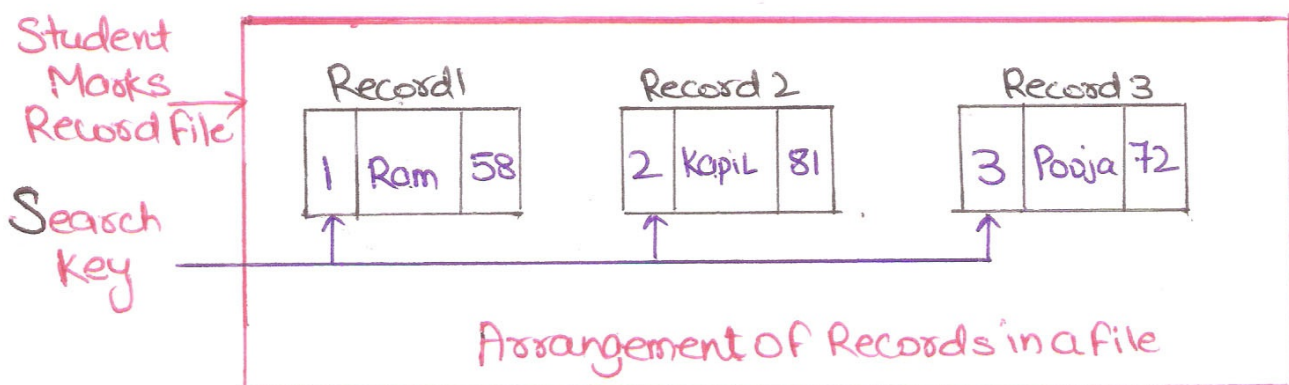 Student
Marks
Record file
Search
key
Record1
1 Ram 58
Record 2
2 Kapil 81
Record 3
3 Pooja 72
Arrangement Of Records in a file